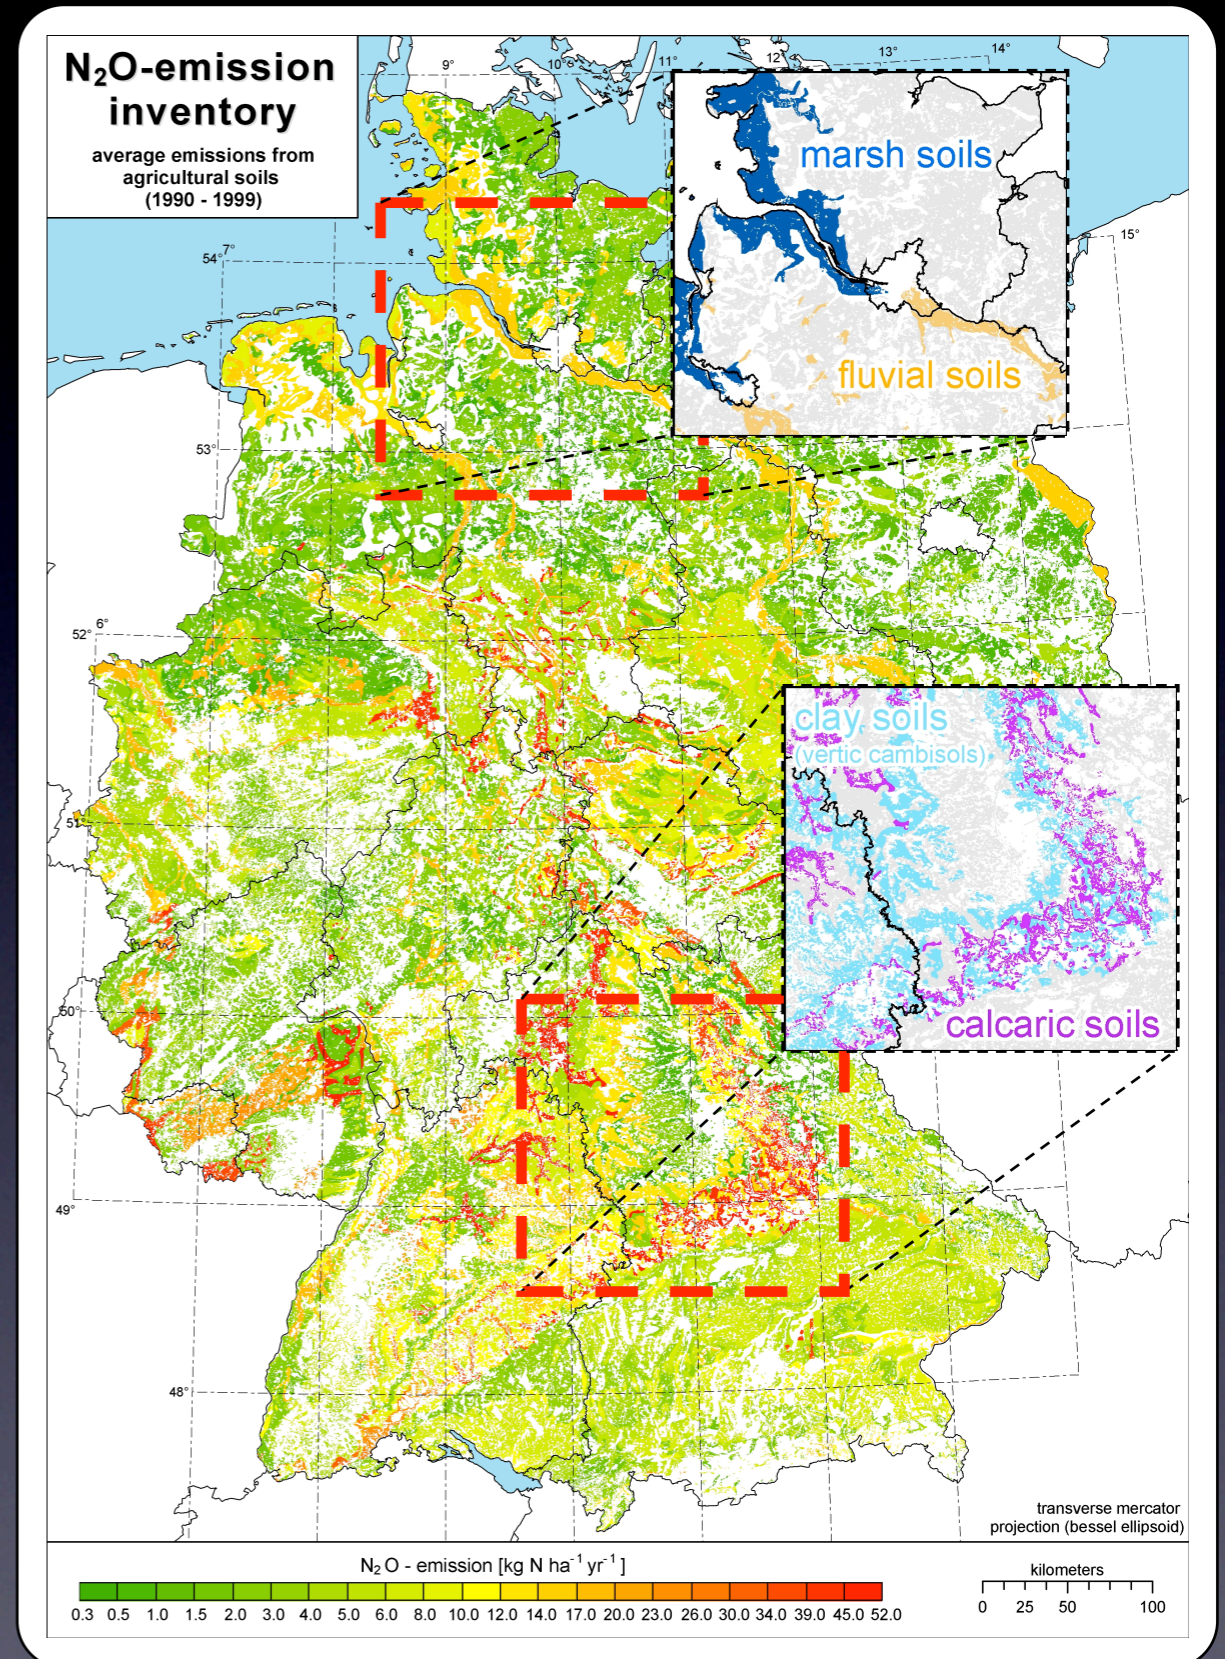 N₂O-emission
inventory
average emissions from
agricultural soils
(1990 - 1999)
9°
10°
11°
12°
13°
14°
15°
7°
54°
53°
6°
52°
51°
50°
49°
48°
marsh soils
fluvial soils
clay soils
(vertic cambisols)
calcaric soils
transverse mercator
projection (bessel ellipsoid)
N₂O - emission [kg N ha⁻¹ yr⁻¹]
0.3 0.5 1.0 1.5 2.0 3.0 4.0 5.0 6.0 8.0 10.0 12.0 14.0 17.0 20.0 23.0 26.0 30.0 34.0 39.0 45.0 52.0
kilometers
0 25 50 100